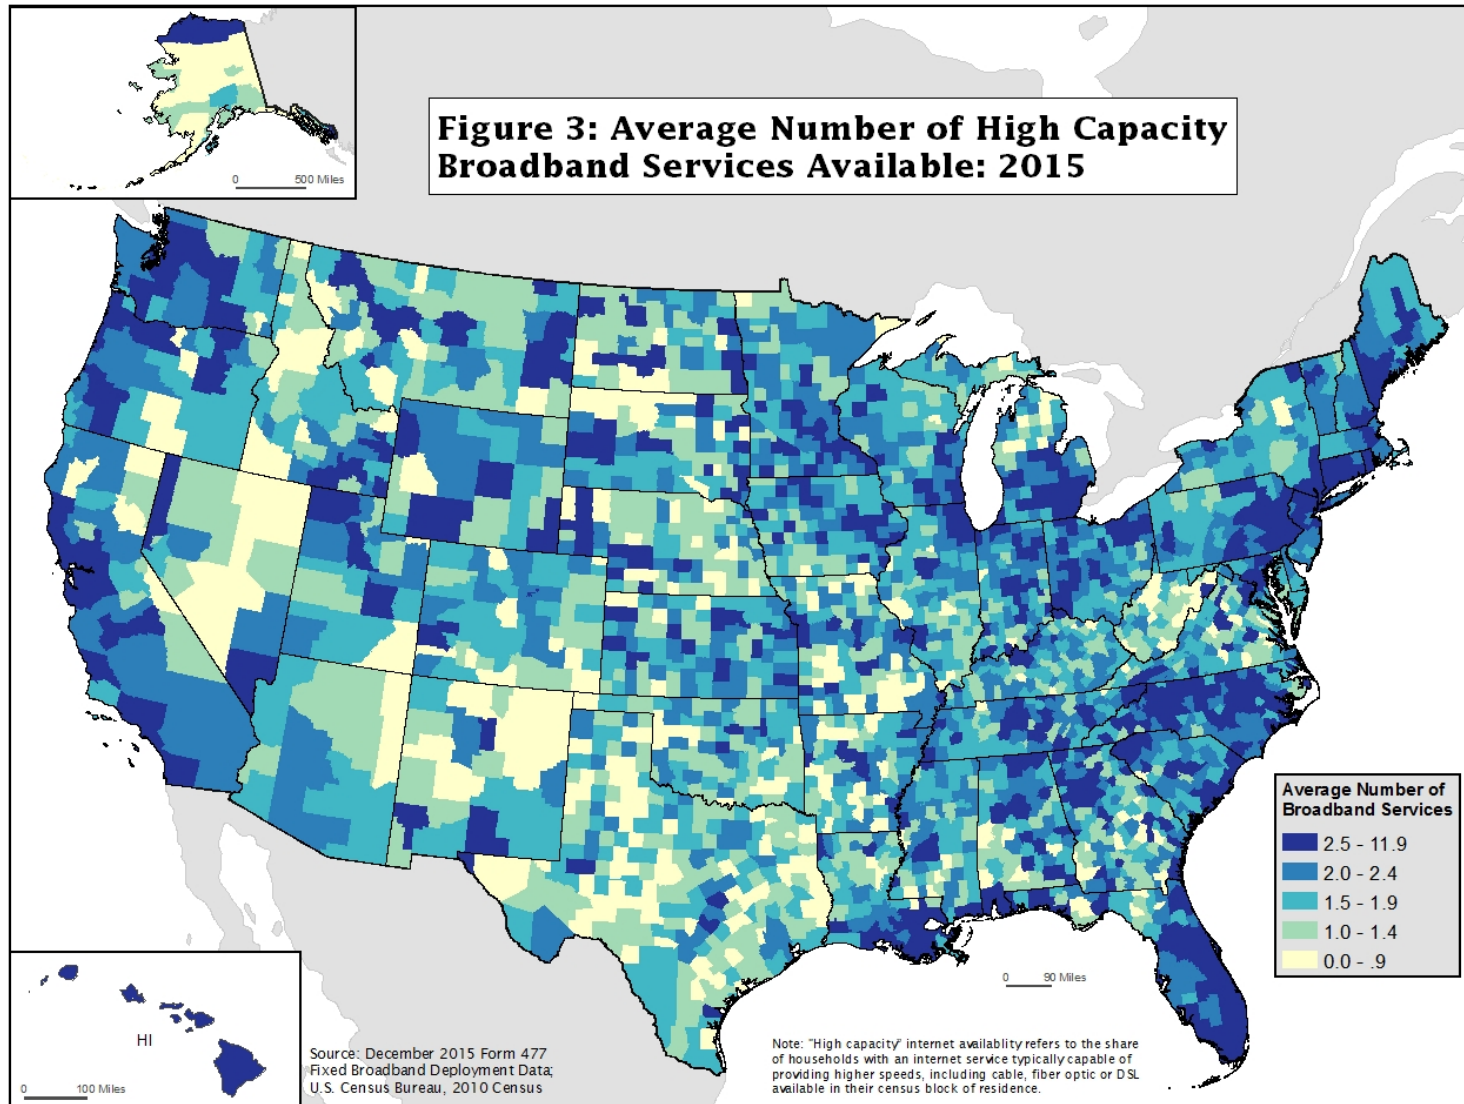 500 Miles
0
Figure 3: Average Number of High Capacity
Broadband Services Available: 2015
Average Number of
Broadband Services
2.5 - 11.9
2.0 - 2.4
1.5 - 1.9
1.0 - 1.4
0.0 - .9
0 90 Miles
HI
0 100 Miles
Source: December 2015 Form 477
Fixed Broadband Deployment Data;
U.S. Census Bureau, 2010 Census
Note: "High capacity" internet availablity refers to the share
of households with an internet service typically capable of
providing higher speeds, including cable, fiber optic or DSL
available in their census block of residence.